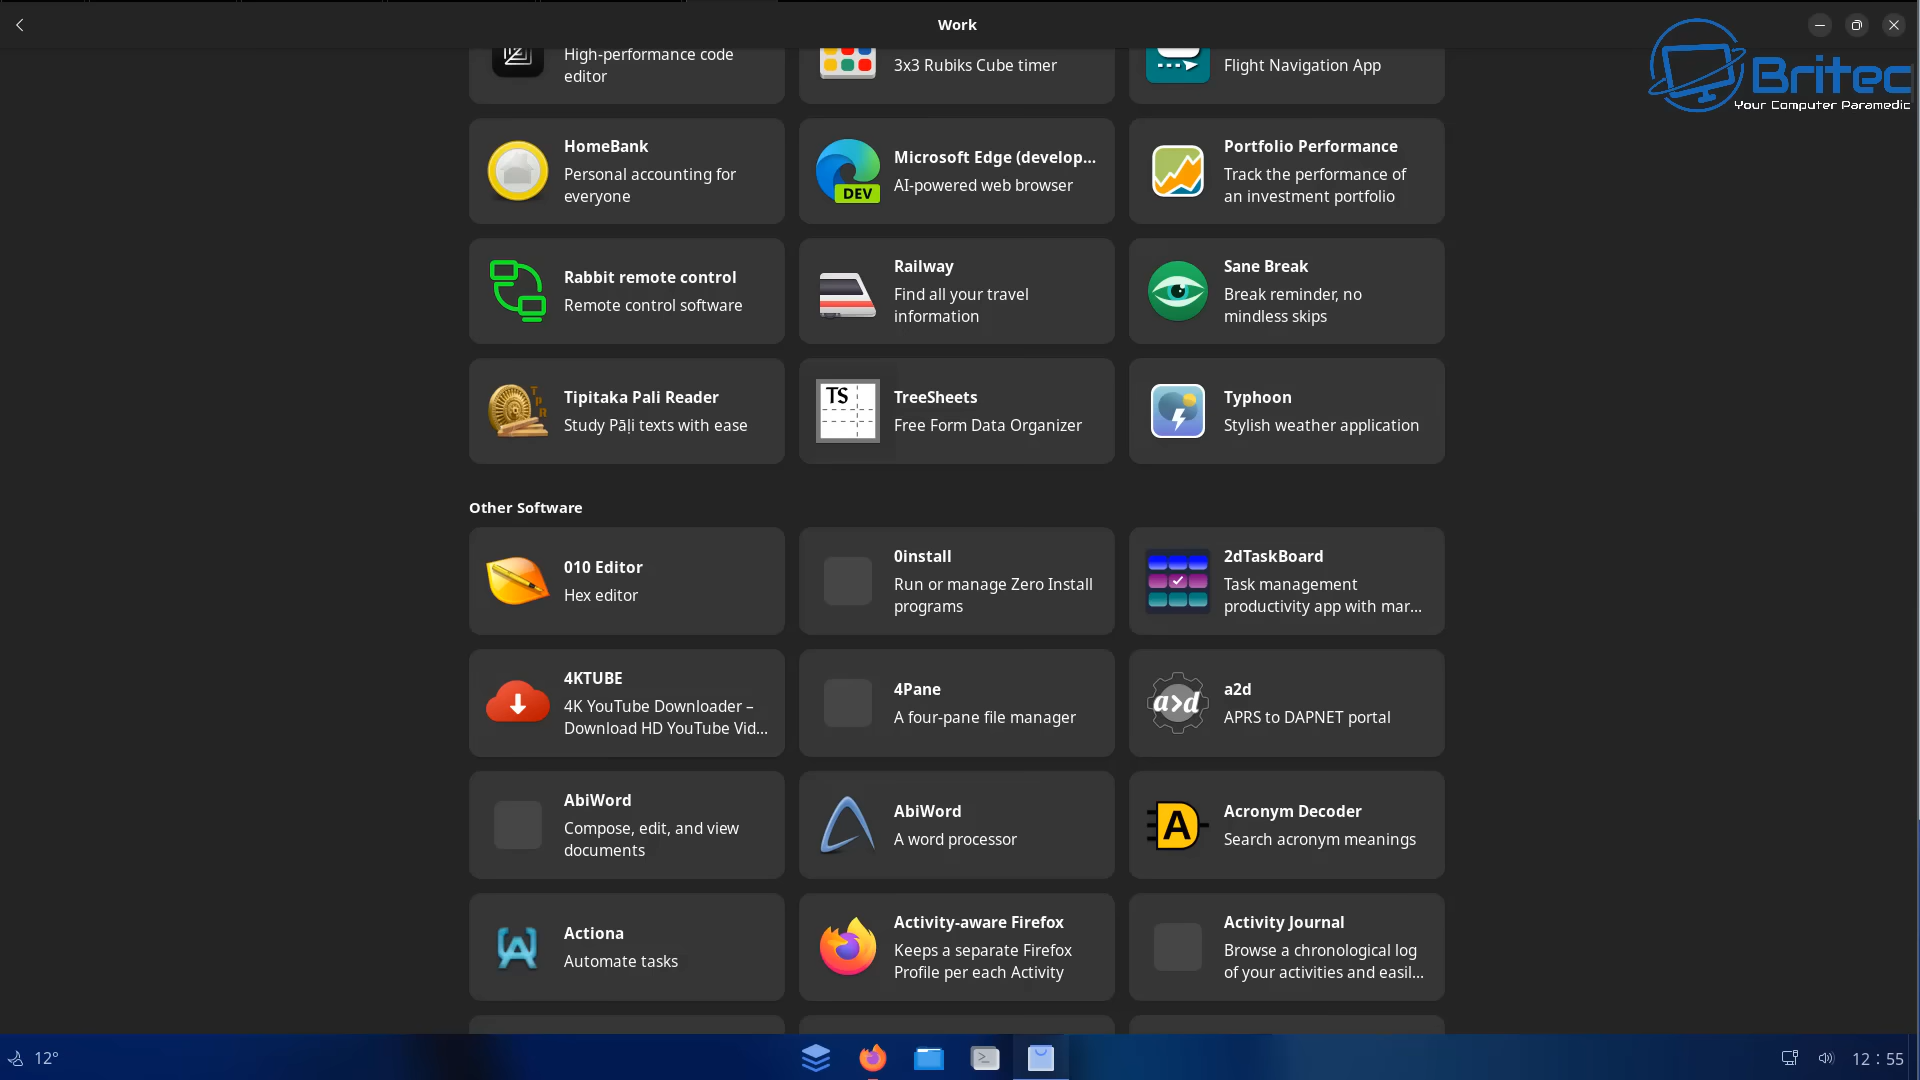 Work
Britec
Your Computer Paramedic
High-performance code
editor
3x3 Rubiks Cube timer
Flight Navigation App
HomeBank
Personal accounting for
everyone
Microsoft Edge (develop...
AI-powered web browser
DEV
Portfolio Performance
Track the performance of
an investment portfolio
Rabbit remote control
Remote control software
Railway
Find all your travel
information
Sane Break
Break reminder, no
mindless skips
Tipitaka Pali Reader
Study Pāḷi texts with ease
T
P
R
TS
TreeSheets
Free Form Data Organizer
Typhoon
Stylish weather application
Other Software
010 Editor
Hex editor
0install
Run or manage Zero Install
programs
2dTaskBoard
Task management
productivity app with mar...
4KTUBE
4K YouTube Downloader –
Download HD YouTube Vid...
4Pane
A four-pane file manager
a>d
a2d
APRS to DAPNET portal
AbiWord
Compose, edit, and view
documents
AbiWord
A word processor
A
Acronym Decoder
Search acronym meanings
Actiona
Automate tasks
Activity-aware Firefox
Keeps a separate Firefox
Profile per each Activity
Activity Journal
Browse a chronological log
of your activities and easil...
12°
12 : 55